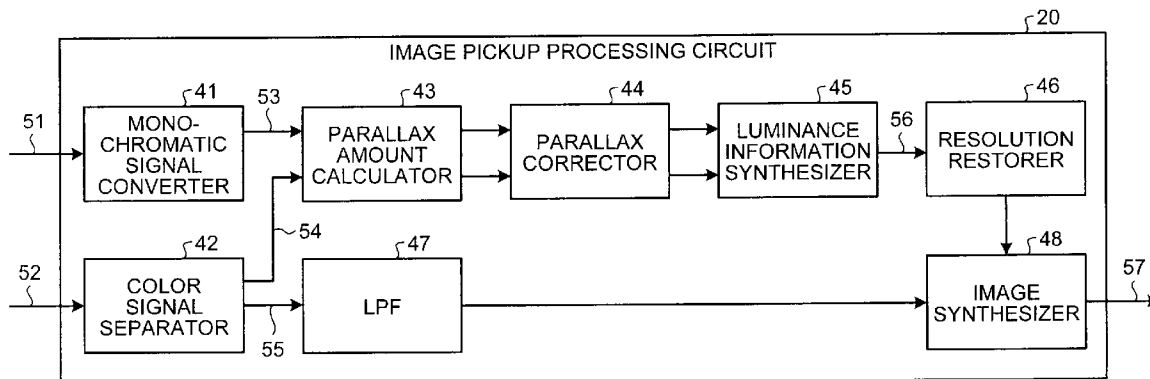 20
IMAGE PICKUP PROCESSING CIRCUIT
41
MONO-
CHROMATIC
SIGNAL
CONVERTER
43
PARALLAX
AMOUNT
CALCULATOR
44
PARALLAX
CORRECTOR
45
LUMINANCE
INFORMATION
SYNTHESIZER
46
RESOLUTION
RESTORER
51
53
56
54
42
COLOR
SIGNAL
SEPARATOR
47
LPF
48
IMAGE
SYNTHESIZER
52
55
57